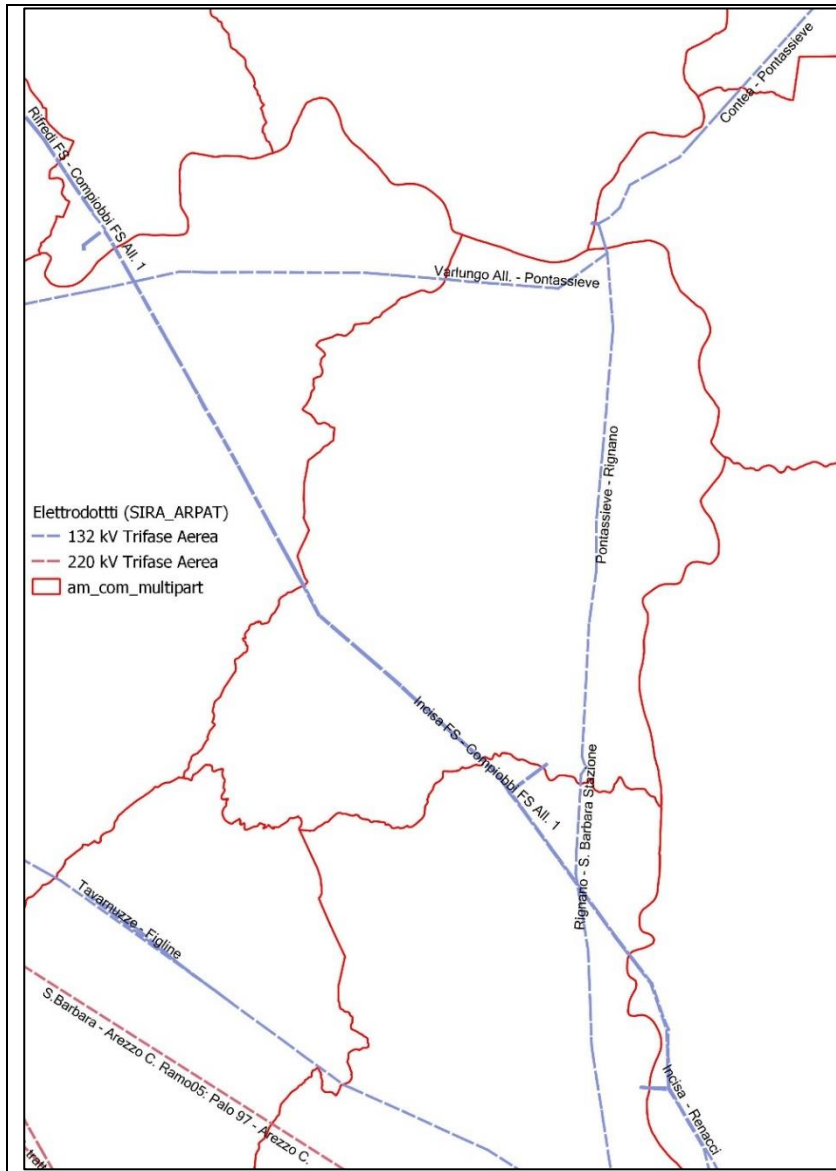 Contea - Pontassieve
Rifredi FS - Compiobbi FS All. 1
Varlungo All. - Pontassieve
Pontassieve - Rignano
Elettrodottti (SIRA_ARPAT)
132 kV Trifase Aerea
220 kV Trifase Aerea
am_com_multipart
Incisa FS- Compiobbi FS All. 1
Rignano - S. Barbara Stazione
Tavarnuzze - Figline
S.Barbara - Arezzo C. Ramo05: Palo 97 - Arezzo C.
Incisa - Renacci